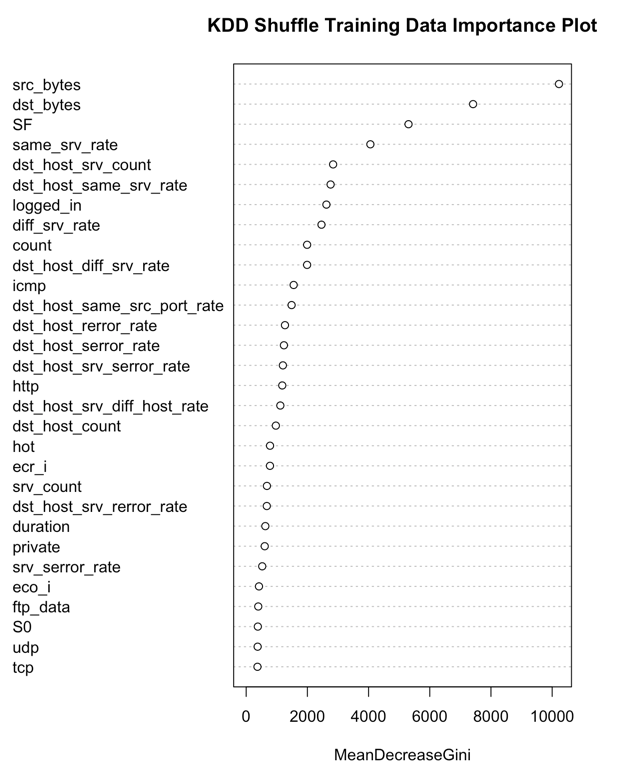 KDD Shuffle Training Data Importance Plot
src_bytes
dst_bytes
SF
same_srv_rate
dst_host_srv_count
dst_host_same_srv_rate
logged_in
diff_srv_rate
count
dst_host_diff_srv_rate
icmp
dst_host_same_src_port_rate
dst_host_rerror_rate
dst_host_serror_rate
dst_host_srv_serror_rate
http
dst_host_srv_diff_host_rate
dst_host_count
hot
ecr_i
srv_count
dst_host_srv_rerror_rate
duration
private
srv_serror_rate
eco_i
ftp_data
S0
udp
tcp
0 2000 4000 6000 8000 10000
MeanDecreaseGini